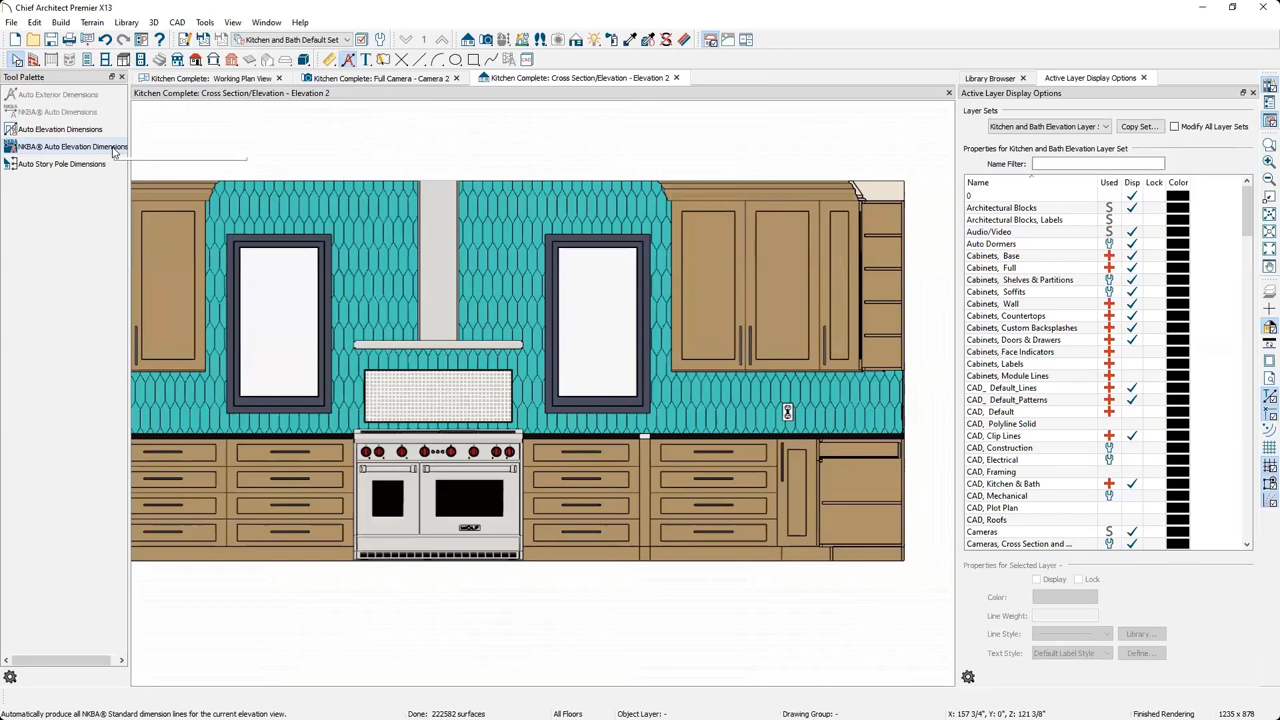 Chief Architect Premier X13
File Edit Build Terrain Library 3D CAD Tools View Window Help
Kitchen and Bath Default Set
1
Tool Palette
Kitchen Complete: Working Plan View
Kitchen Complete: Full Camera - Camera 2
Kitchen Complete: Cross Section/Elevation - Elevation 2
Library Browser
Active Layer Display Options
Kitchen Complete: Cross Section/Elevation - Elevation 2
Active Layer Display Options
Auto Exterior Dimensions
NKBA® Auto Dimensions
Auto Elevation Dimensions
NKBA® Auto Elevation Dimensions
Auto Story Pole Dimensions
WOLF
Layer Sets
Kitchen and Bath Elevation Layer
Copy Set...
Modify All Layer Sets
Properties for Kitchen and Bath Elevation Layer Set
Name Filter:
Name Used Disp Lock Color
0
Architectural Blocks S
Architectural Blocks, Labels S
Audio/Video S
Auto Dormers
Cabinets, Base
Cabinets, Full
Cabinets, Shelves & Partitions
Cabinets, Soffits
Cabinets, Wall
Cabinets, Countertops
Cabinets, Custom Backsplashes
Cabinets, Doors & Drawers
Cabinets, Face Indicators
Cabinets, Labels
Cabinets, Module Lines
CAD_ Default_Lines
CAD_ Default_Patterns
CAD, Default
CAD, Polyline Solid
CAD, Clip Lines
CAD, Construction
CAD, Electrical
CAD, Framing
CAD, Kitchen & Bath
CAD, Mechanical
CAD, Plot Plan
CAD, Roofs
Cameras S
Cameras, Cross Section and ... S
Properties for Selected Layer -
Display Lock
Color:
Line Weight:
Line Style: Library...
Text Style: Default Label Style Define...
Automatically produce all NKBA® Standard dimension lines for the current elevation view.
Done: 222582 surfaces
All Floors
Object Layer: -
Drawing Group: -
X: 157 3/4", Y: 0", Z: 121 3/8"
Finished Rendering
1235 x 878